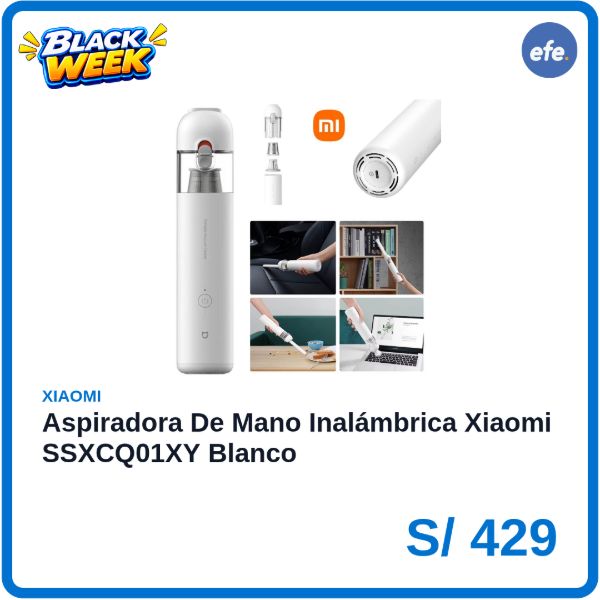 BLACK
WEEK
efe.
mi
XIAOMI
Aspiradora De Mano Inalámbrica Xiaomi
SSXCQ01XY Blanco
S/ 429